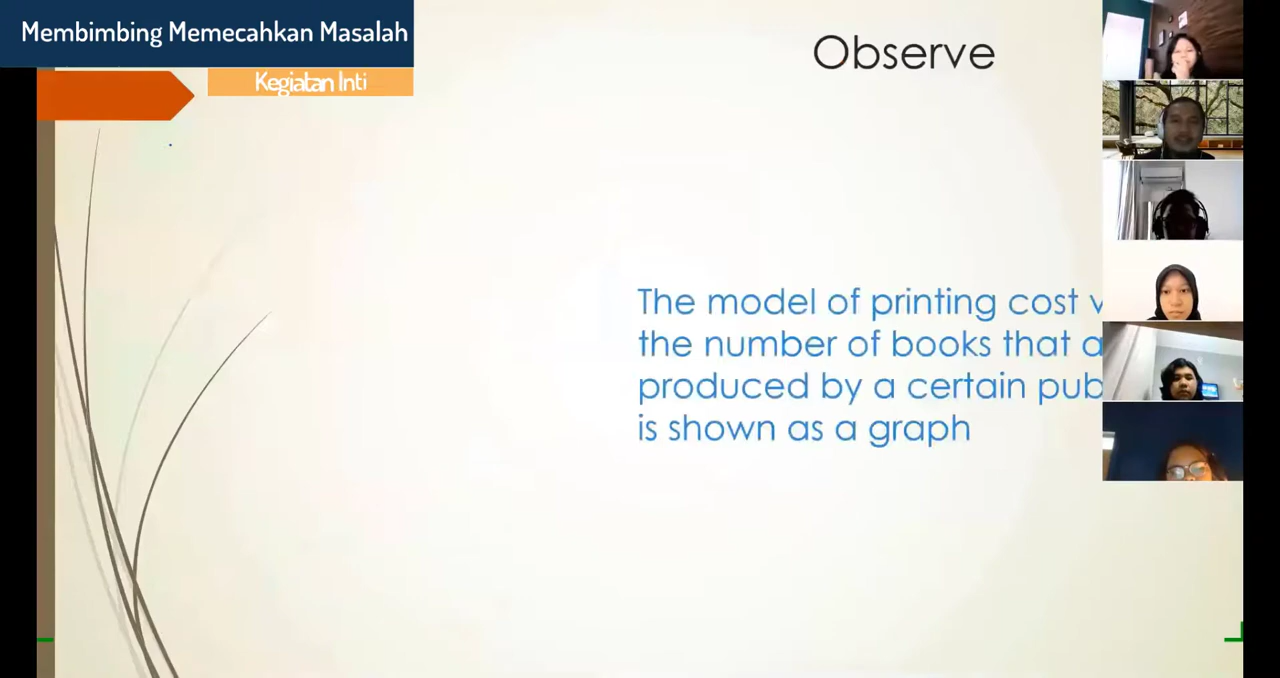 Membimbing Memecahkan Masalah
Kegiatan Inti
Observe
The model of printing cost
the number of books that
produced by a certain
is shown as a graph